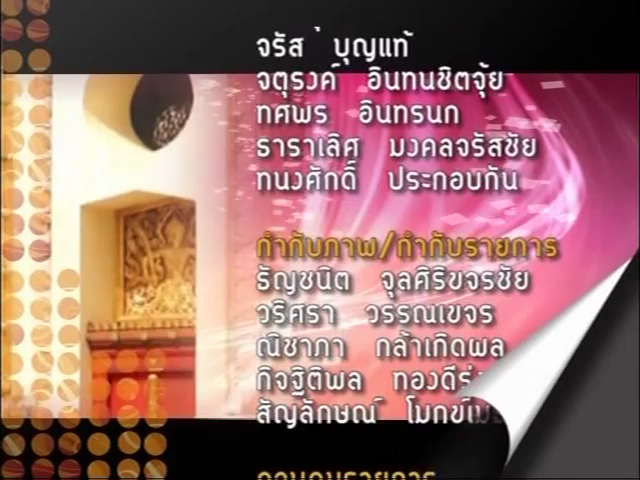 จรัส บุญแท้
จตุรงค์ อินทนชิตจุ้ย
ทศพร อินทรนก
ธาราเลิศ มงคลจรัสชัย
ทนงศักดิ์ ประกอบกัน
กำกับภาพ/กำกับรายการ
ธัญชนิต จุลศิริขจรชัย
วริศรา วรรณเขจร
ณิชาภา กล้าเกิดผล
กิจฐิติพล
สัญลักษณ์